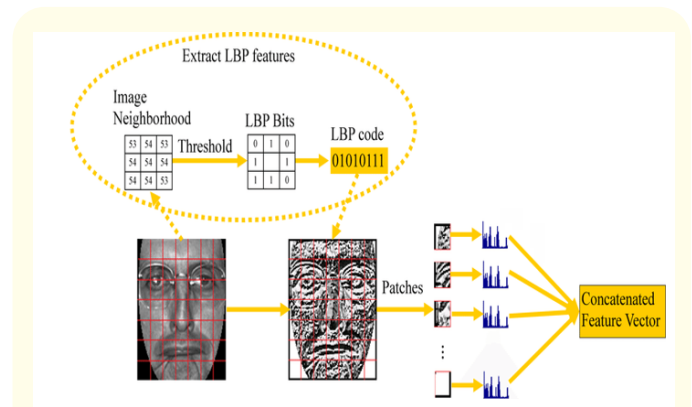 Extract LBP features
Image
Neighborhood
LBP Bits
LBP code
53 54 53
54 54 54
54 54 53
Threshold
0 1 0
1 1
1 1 0
01010111
Patches
Concatenated
Feature Vector